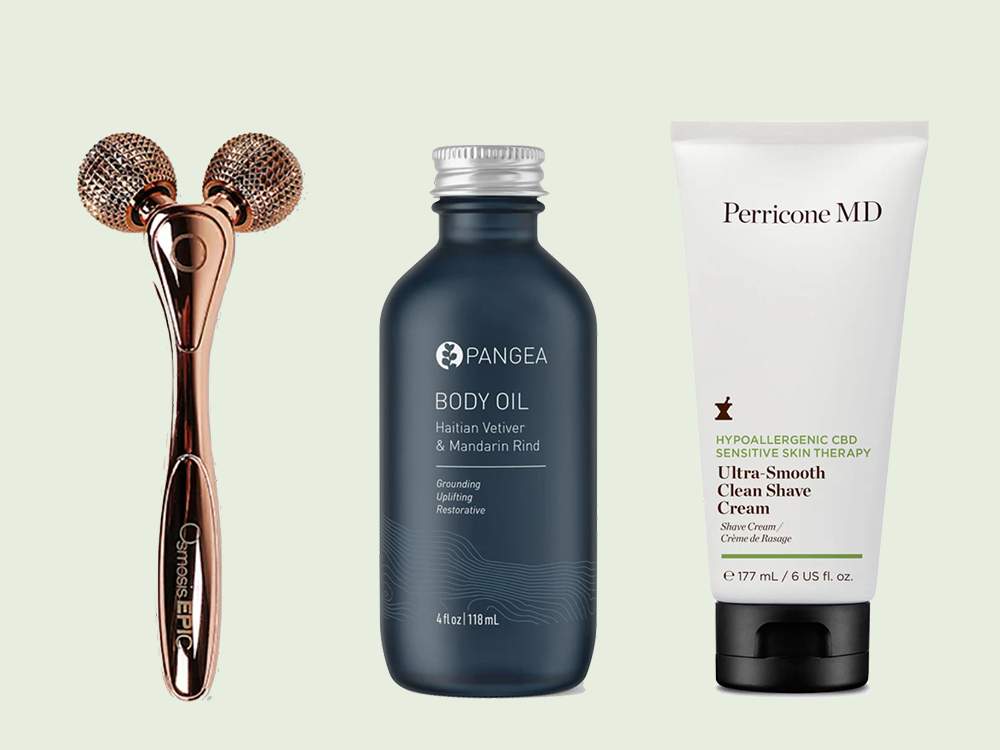 Osmosis EPIC
PANGEA
BODY OIL
Haitian Vetiver
& Mandarin Rind
Grounding
Uplifting
Restorative
4 fl oz | 118 mL
Perricone MD
HYPOALLERGENIC CBD
SENSITIVE SKIN THERAPY
Ultra-Smooth
Clean Shave
Cream
Shave Cream /
Crème de Rasage
℮ 177 mL / 6 US fl. oz.